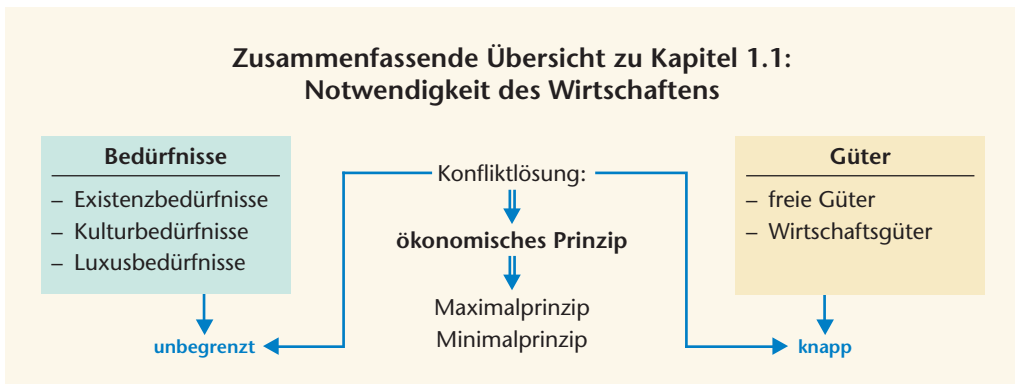 Zusammenfassende Übersicht zu Kapitel 1.1:
Notwendigkeit des Wirtschaftens
Bedürfnisse
– Existenzbedürfnisse
– Kulturbedürfnisse
– Luxusbedürfnisse
unbegrenzt
Konfliktlösung:
ökonomisches Prinzip
Maximalprinzip
Minimalprinzip
Güter
– freie Güter
– Wirtschaftsgüter
knapp